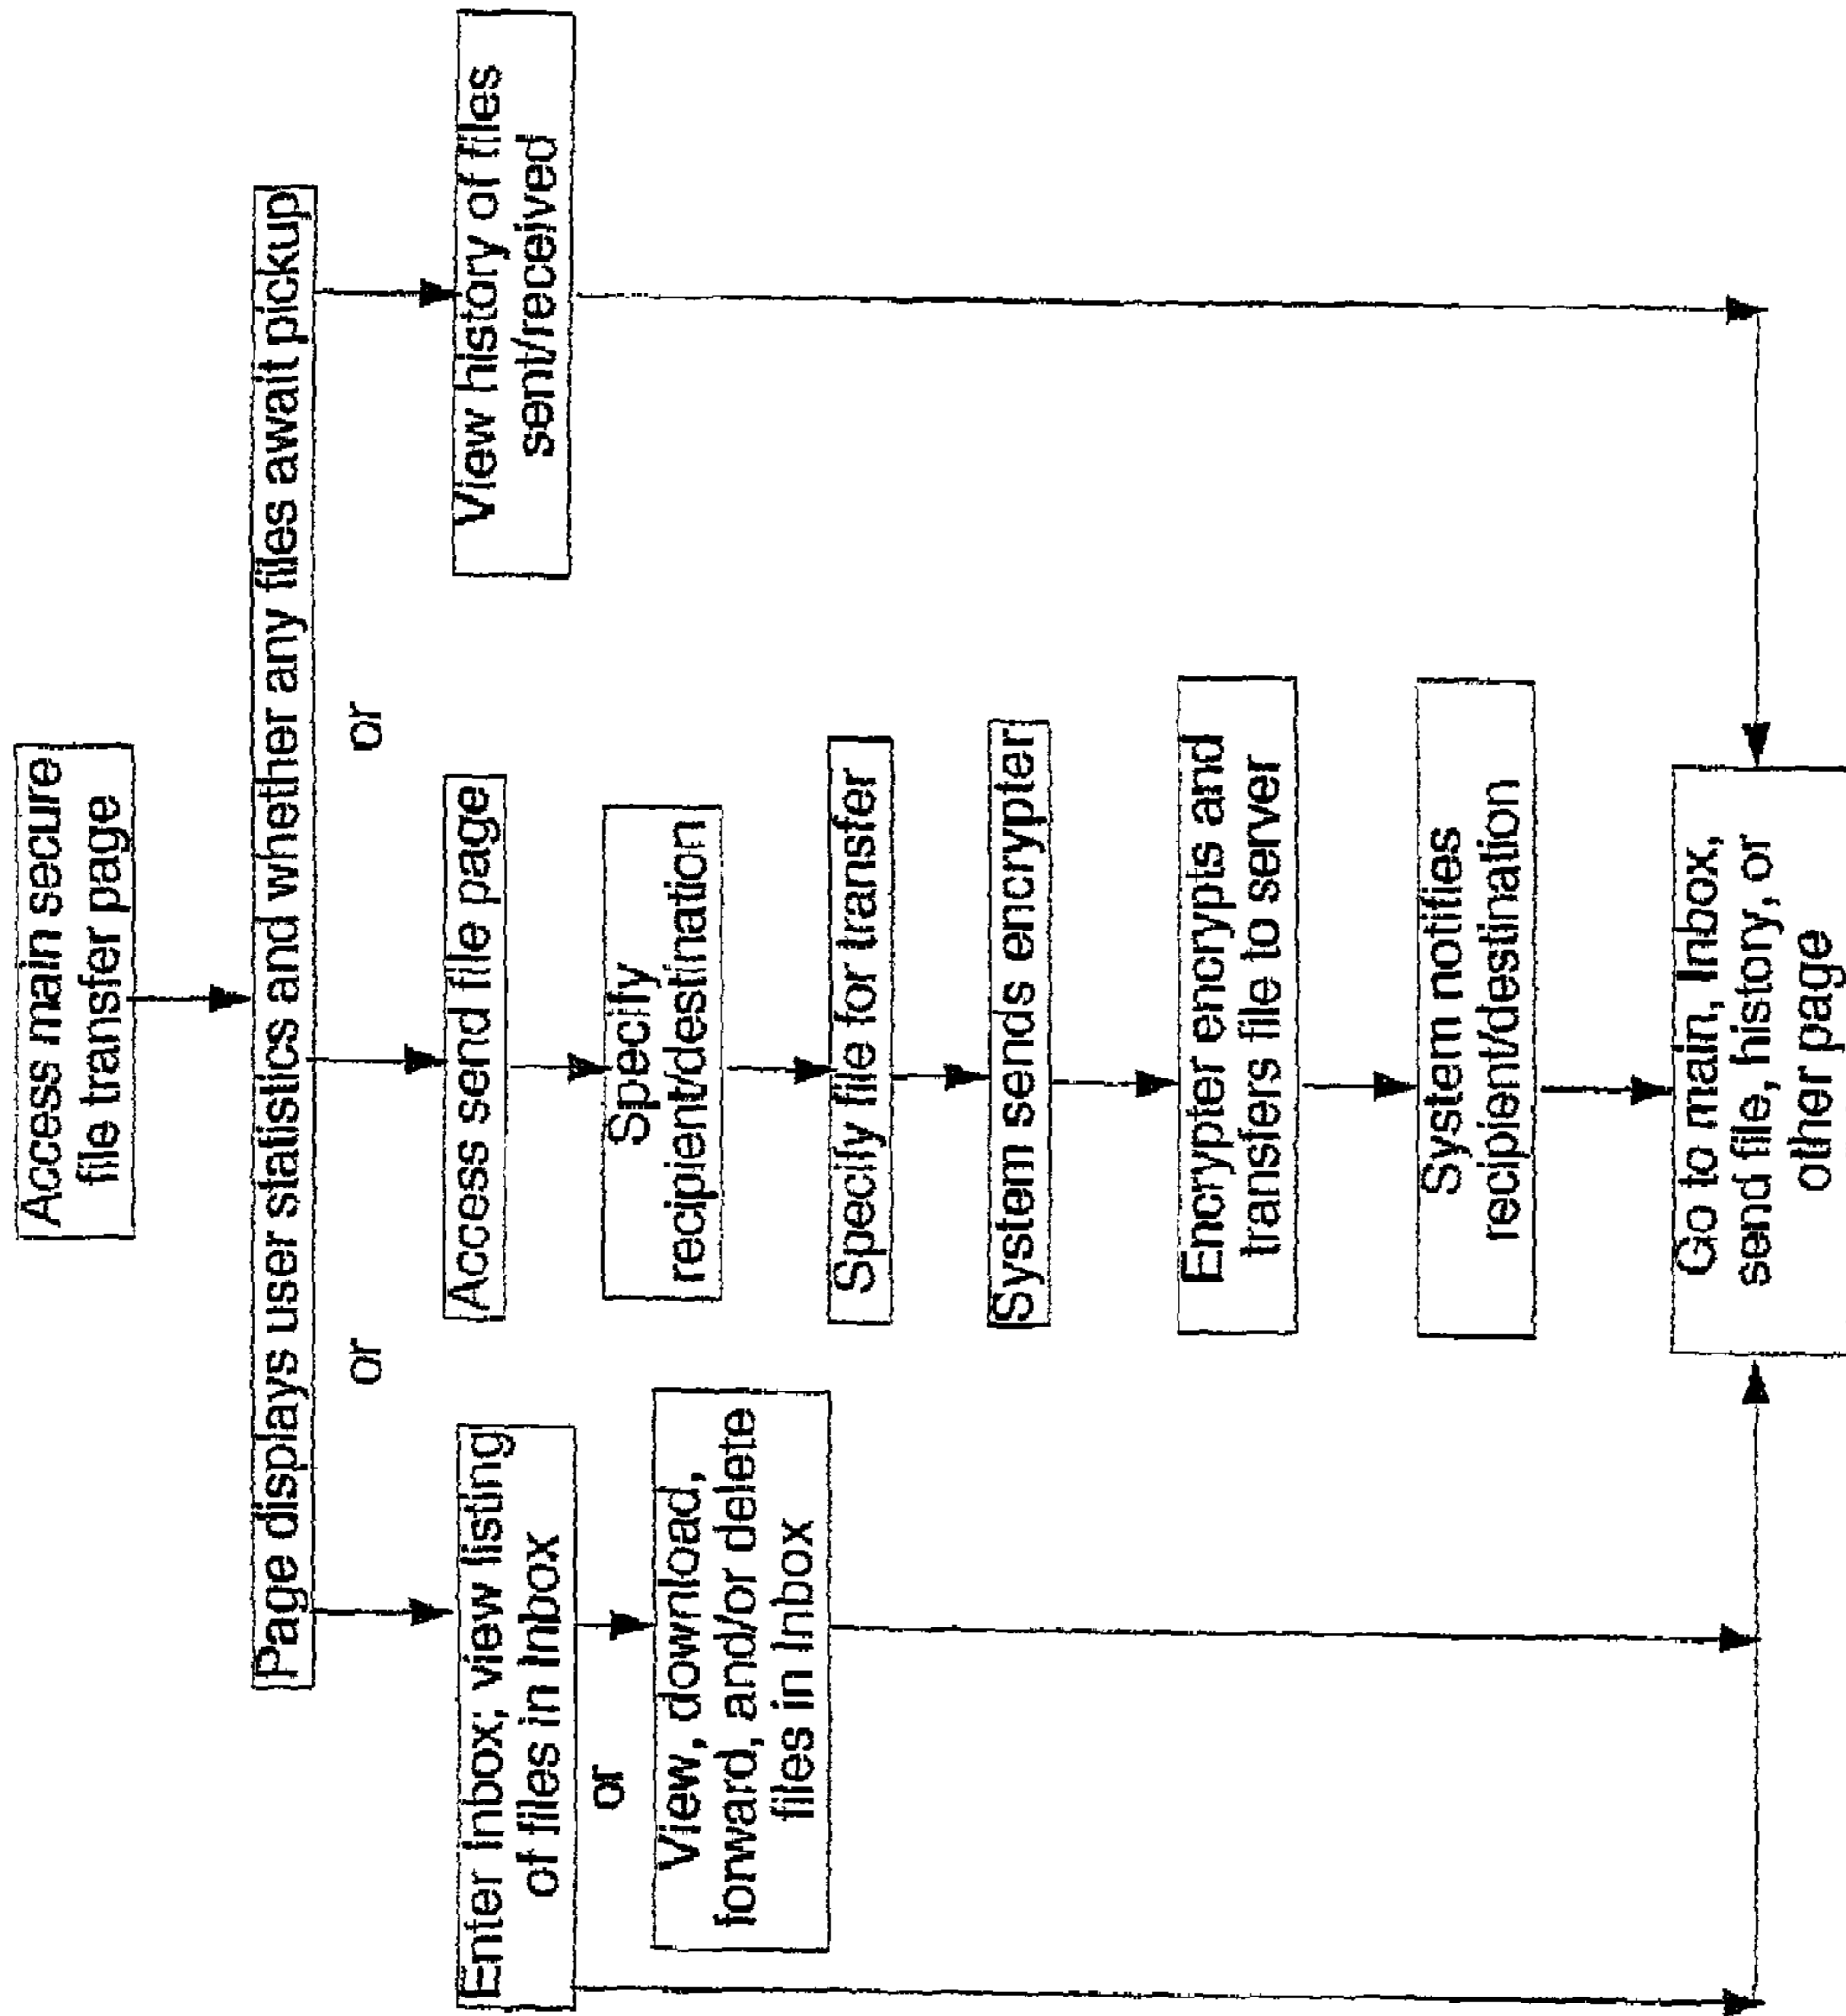 Access main secure
file transfer page
Page displays user statistics and whether any files await pickup
or
or
Enter Inbox; view listing
of files in Inbox
or
View, download,
forward, and/or delete
files in Inbox
Access send file page
Specify
recipient/destination
Specify file for transfer
System sends encrypter
Encrypter encrypts and
transfers file to server
System notifies
recipient/destination
View history of files
sent/received
Go to main, Inbox,
send file, history, or
other page